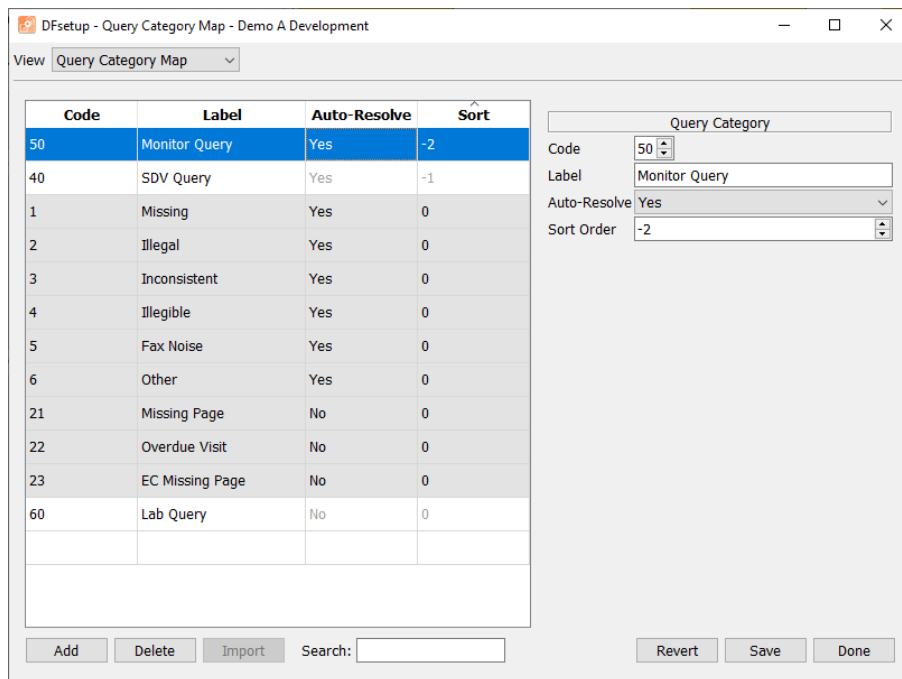 DFsetup - Query Category Map - Demo A Development
View Query Category Map
Code Label Auto-Resolve Sort
50 Monitor Query Yes -2
40 SDV Query Yes -1
1 Missing Yes 0
2 Illegal Yes 0
3 Inconsistent Yes 0
4 Illegible Yes 0
5 Fax Noise Yes 0
6 Other Yes 0
21 Missing Page No 0
22 Overdue Visit No 0
23 EC Missing Page No 0
60 Lab Query No 0
Query Category
Code 50
Label Monitor Query
Auto-Resolve Yes
Sort Order -2
Add Delete Import Search: Revert Save Done